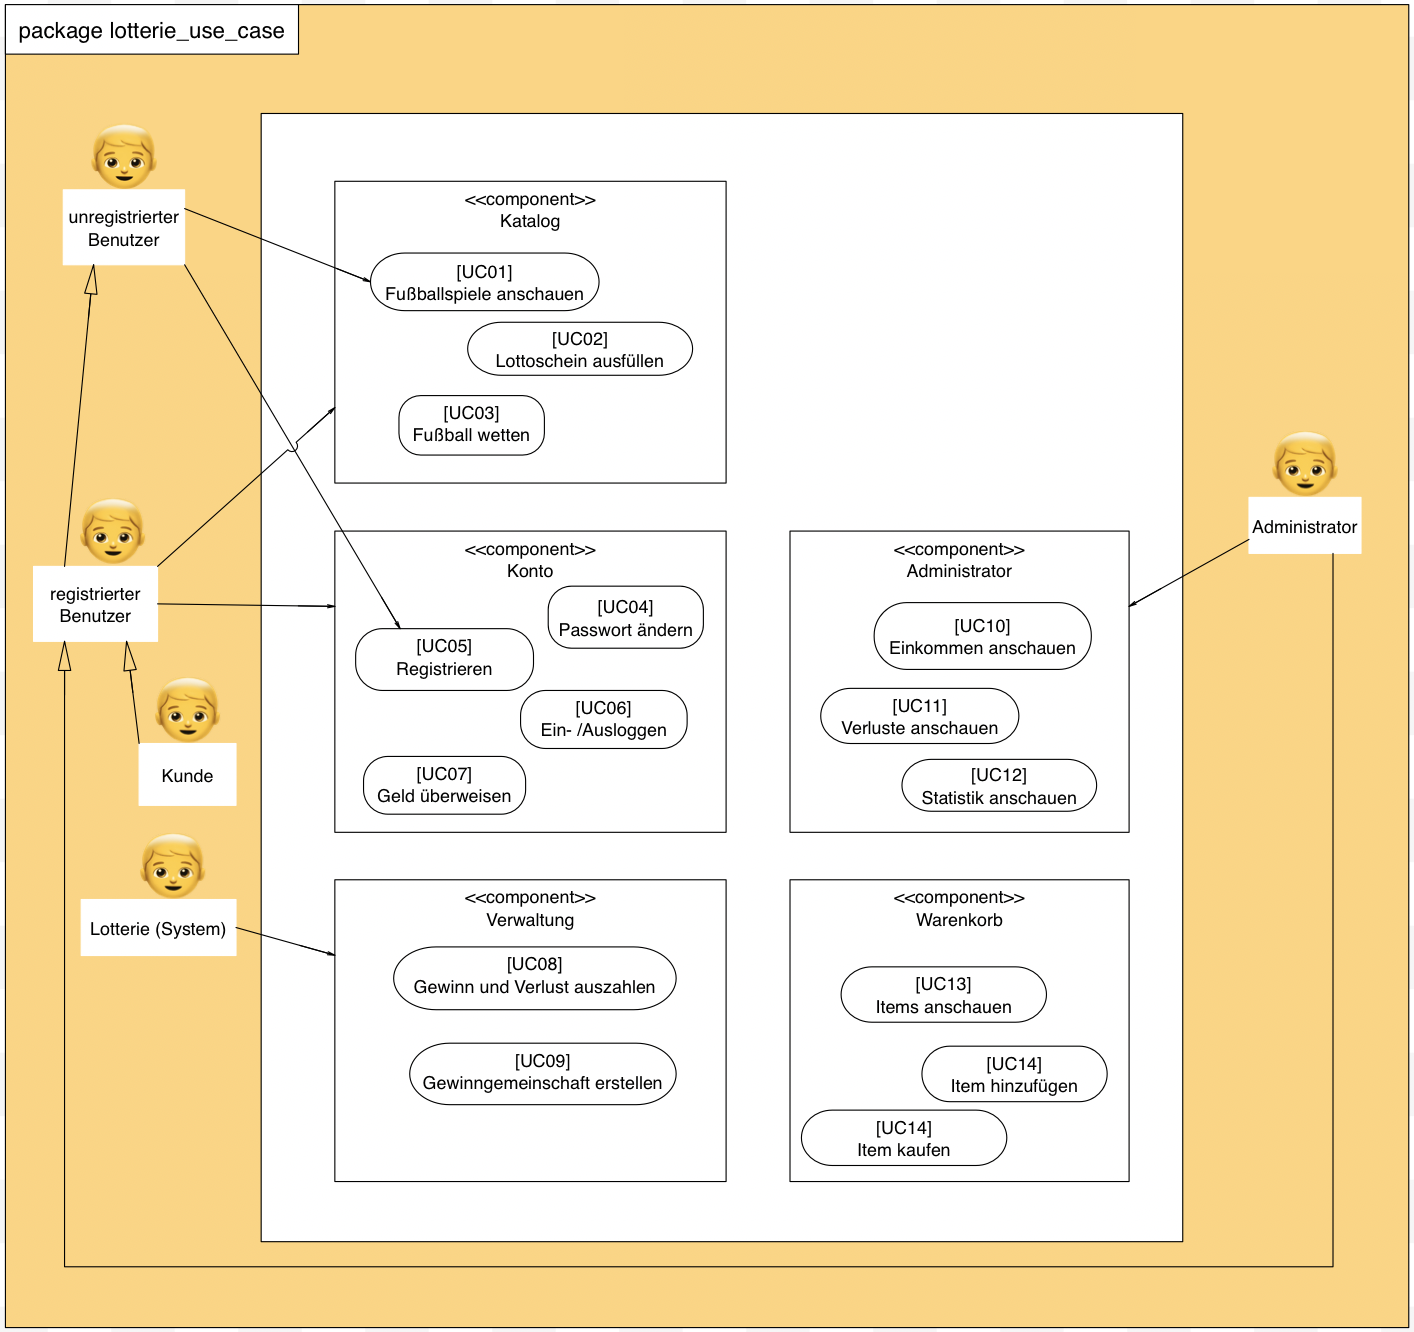 package lotterie_use_case
unregistrierter
Benutzer
<<component>>
Katalog
[UC01]
Fußballspiele anschauen
[UC02]
Lottoschein ausfüllen
[UC03]
Fußball wetten
Administrator
registrierter
Benutzer
<<component>>
Konto
[UC04]
Passwort ändern
[UC05]
Registrieren
[UC06]
Ein- /Ausloggen
[UC07]
Geld überweisen
<<component>>
Administrator
[UC10]
Einkommen anschauen
[UC11]
Verluste anschauen
[UC12]
Statistik anschauen
Kunde
Lotterie (System)
<<component>>
Verwaltung
[UC08]
Gewinn und Verlust auszahlen
[UC09]
Gewinngemeinschaft erstellen
<<component>>
Warenkorb
[UC13]
Items anschauen
[UC14]
Item hinzufügen
[UC14]
Item kaufen